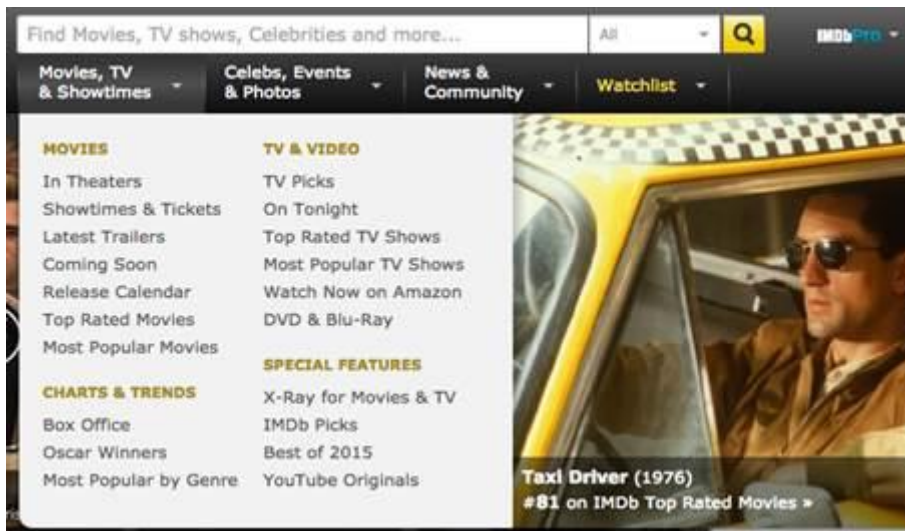 Find Movies, TV shows, Celebrities and more...
All
IMDbPro
Movies, TV
& Showtimes
Celebs, Events
& Photos
News &
Community
Watchlist
MOVIES
In Theaters
Showtimes & Tickets
Latest Trailers
Coming Soon
Release Calendar
Top Rated Movies
Most Popular Movies
CHARTS & TRENDS
Box Office
Oscar Winners
Most Popular by Genre
TV & VIDEO
TV Picks
On Tonight
Top Rated TV Shows
Most Popular TV Shows
Watch Now on Amazon
DVD & Blu-Ray
SPECIAL FEATURES
X-Ray for Movies & TV
IMDb Picks
Best of 2015
YouTube Originals
Taxi Driver (1976)
#81 on IMDb Top Rated Movies »